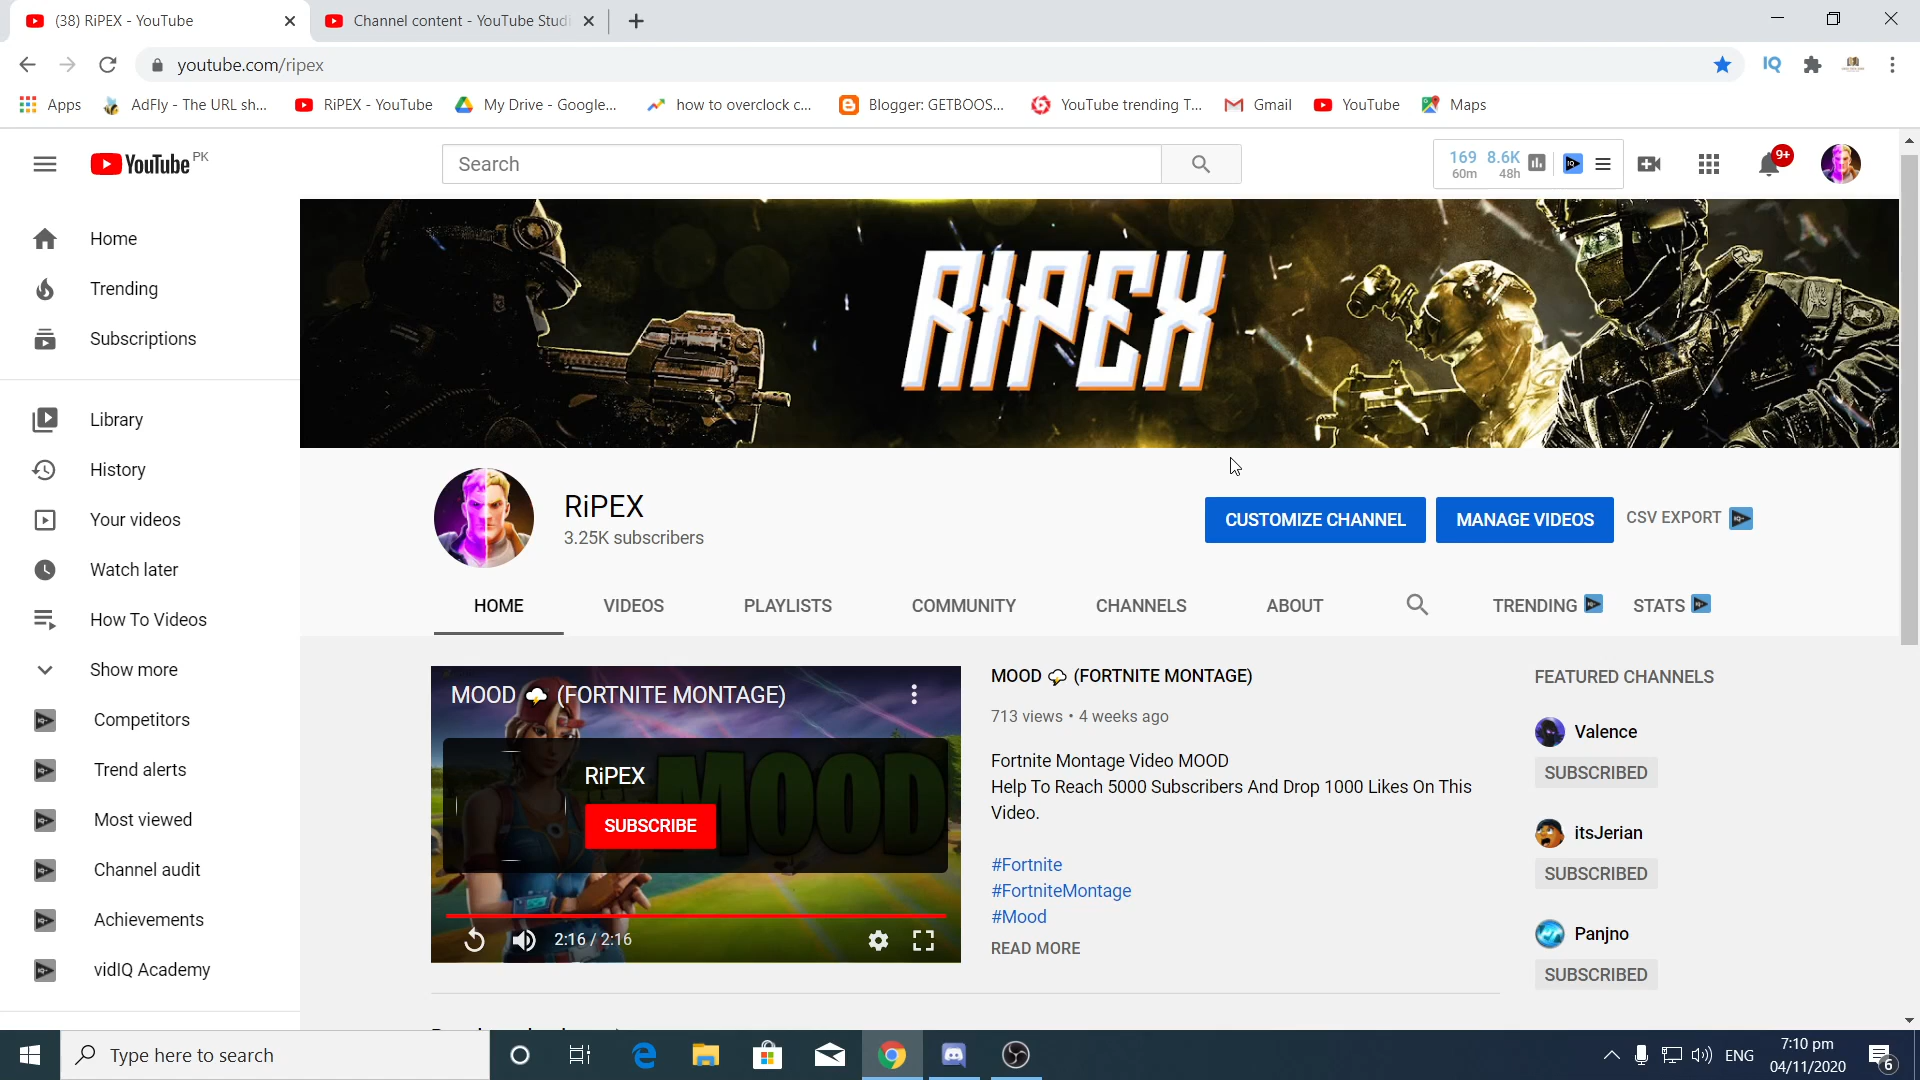 (38) RiPEX - YouTube
Channel content - YouTube Studi
youtube.com/ripex
IQ
Apps
AdFly - The URL sh...
RiPEX - YouTube
My Drive - Google...
how to overclock c...
Blogger: GETBOOS...
YouTube trending T...
Gmail
YouTube
Maps
YouTube PK
Search
169 8.6K
60m 48h
9+
Home
Trending
Subscriptions
Library
History
Your videos
Watch later
How To Videos
Show more
Competitors
Trend alerts
Most viewed
Channel audit
Achievements
vidIQ Academy
RIPEX
RiPEX
3.25K subscribers
CUSTOMIZE CHANNEL
MANAGE VIDEOS
CSV EXPORT
HOME
VIDEOS
PLAYLISTS
COMMUNITY
CHANNELS
ABOUT
TRENDING
STATS
MOOD 🌩 (FORTNITE MONTAGE)
MOOD
RiPEX
SUBSCRIBE
2:16 / 2:16
MOOD 🌩 (FORTNITE MONTAGE)
713 views • 4 weeks ago
Fortnite Montage Video MOOD
Help To Reach 5000 Subscribers And Drop 1000 Likes On This
Video.
#Fortnite
#FortniteMontage
#Mood
READ MORE
FEATURED CHANNELS
Valence
SUBSCRIBED
itsJerian
SUBSCRIBED
Panjno
SUBSCRIBED
Type here to search
ENG
7:10 pm
04/11/2020
6